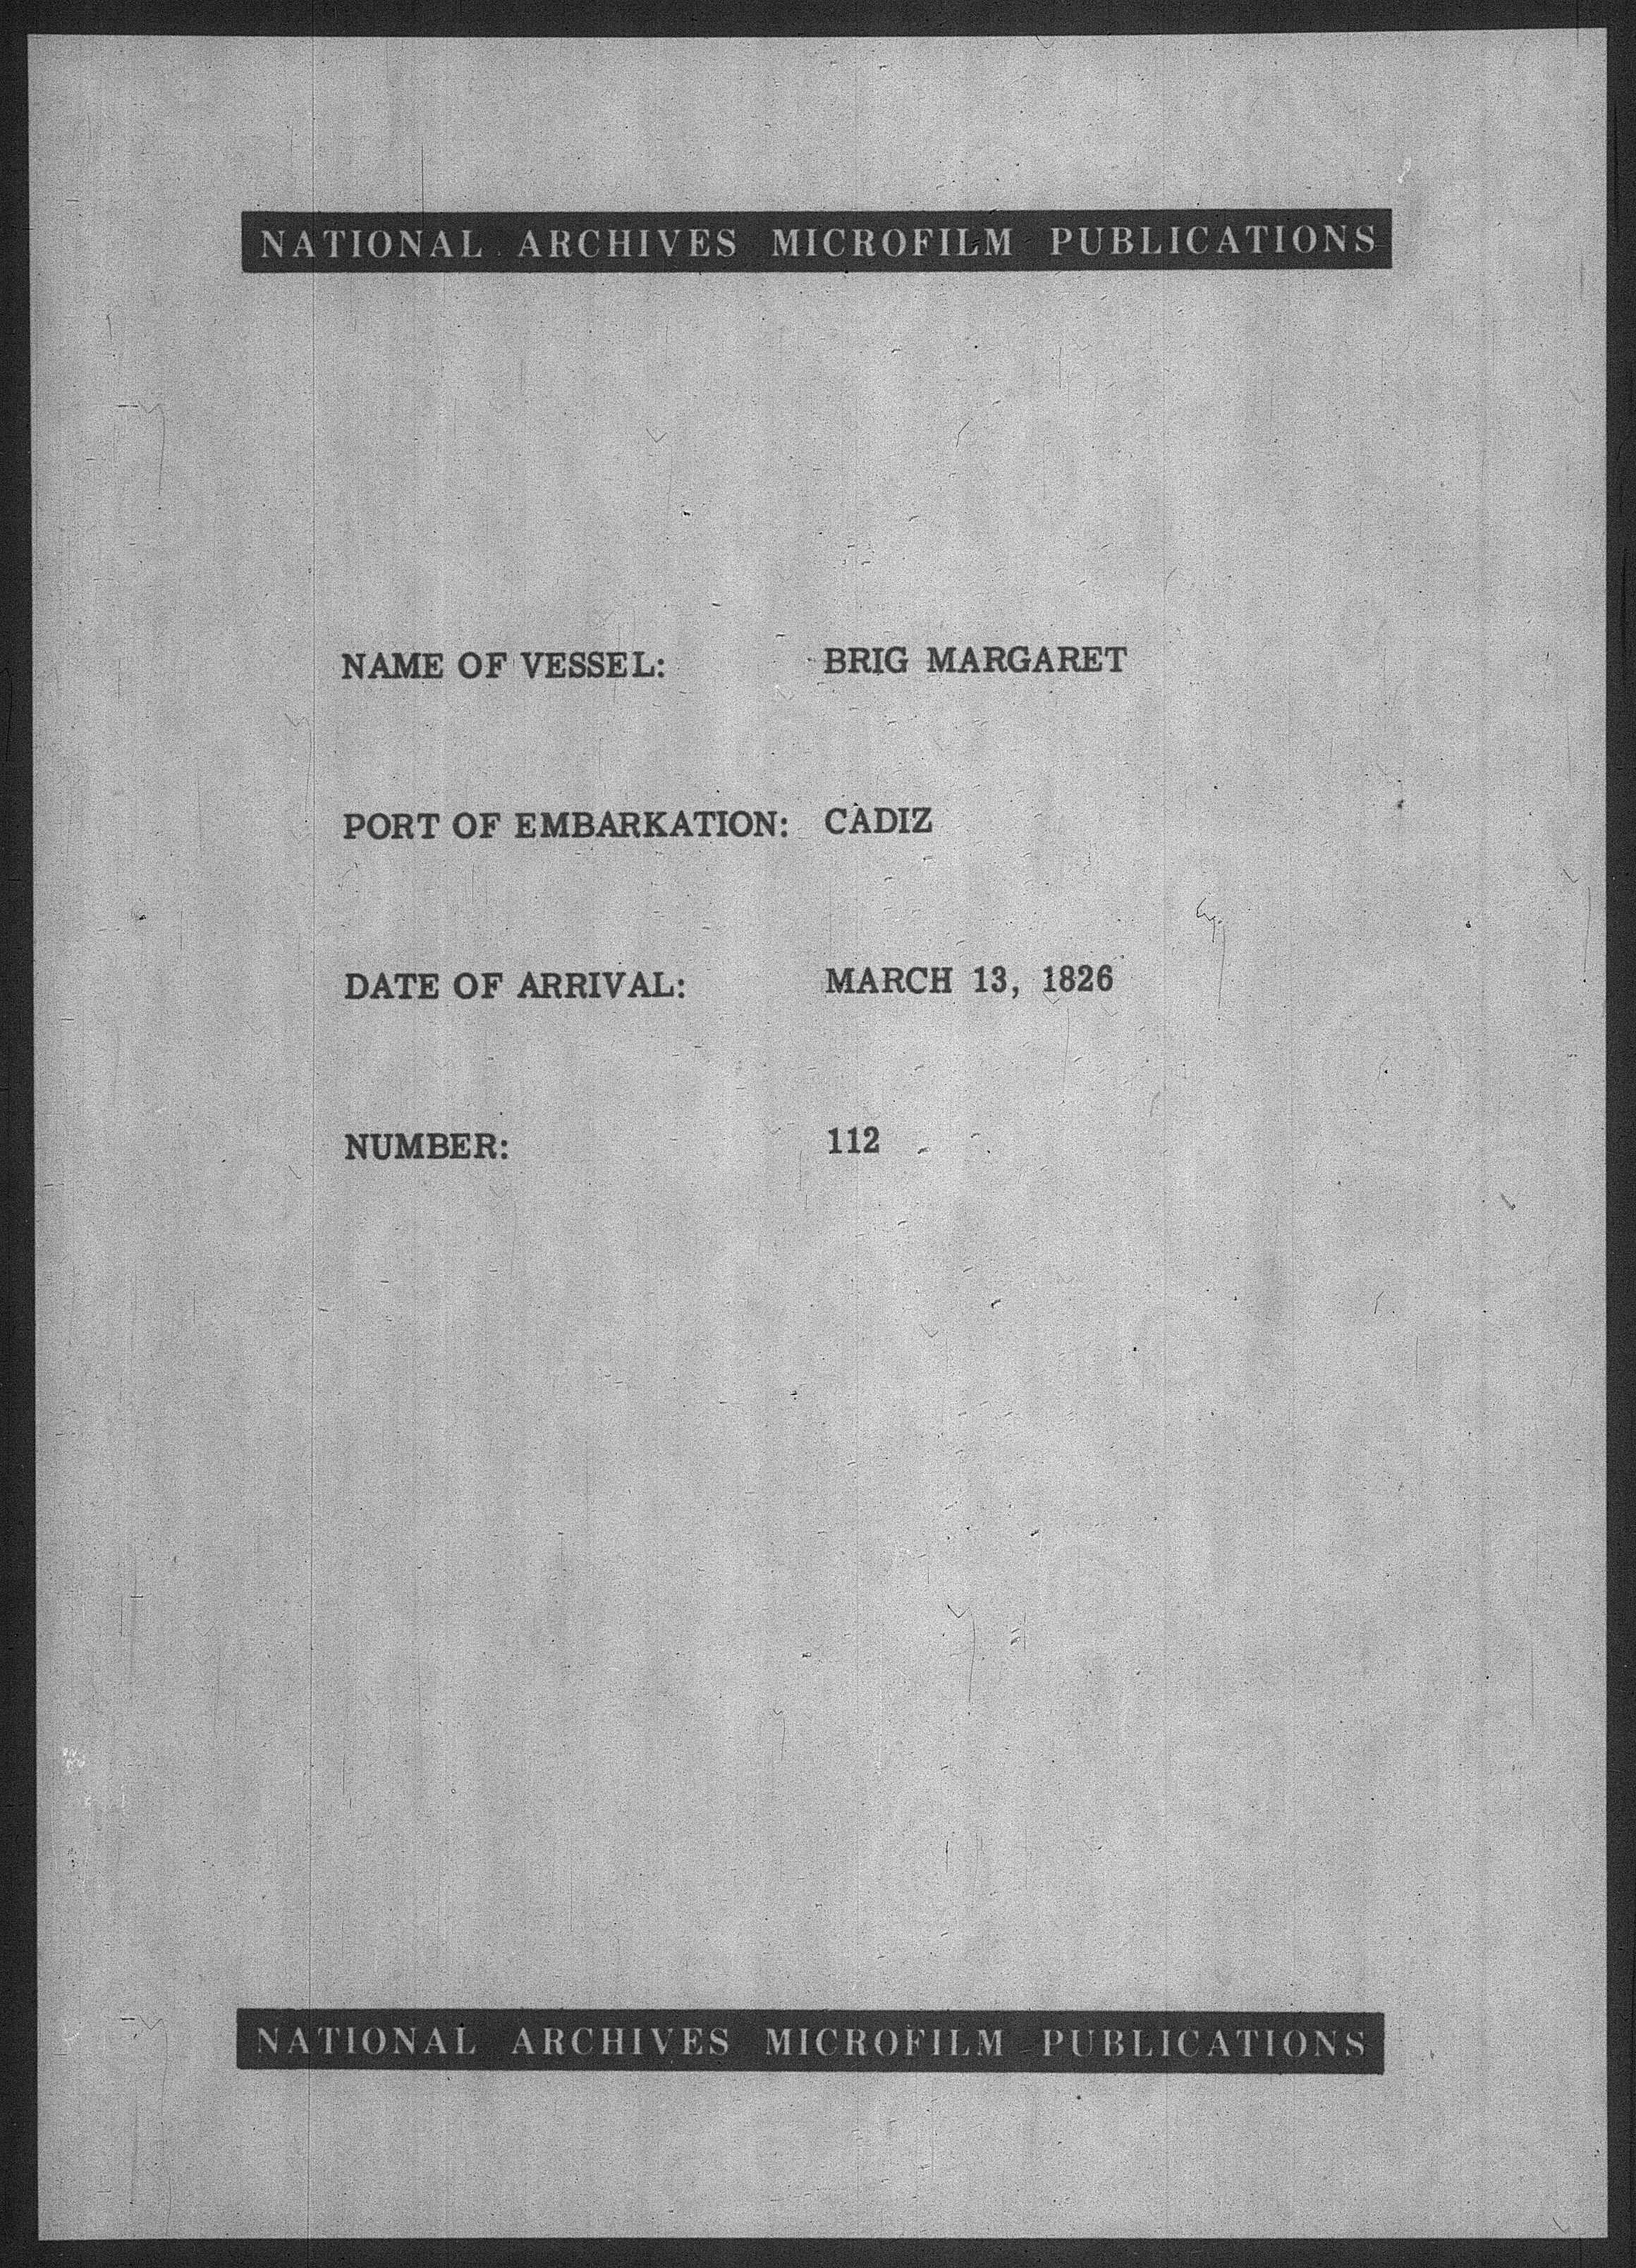 NATIONAL ARCHIVES MICROFILM PUBLICATIONS
NAME OF VESSEL: BRIG MARGARET
PORT OF EMBARKATION: CADIZ
DATE OF ARRIVAL: MARCH 13, 1826
NUMBER: 112
NATIONAL ARCHIVES MICROFILM PUBLICATIONS